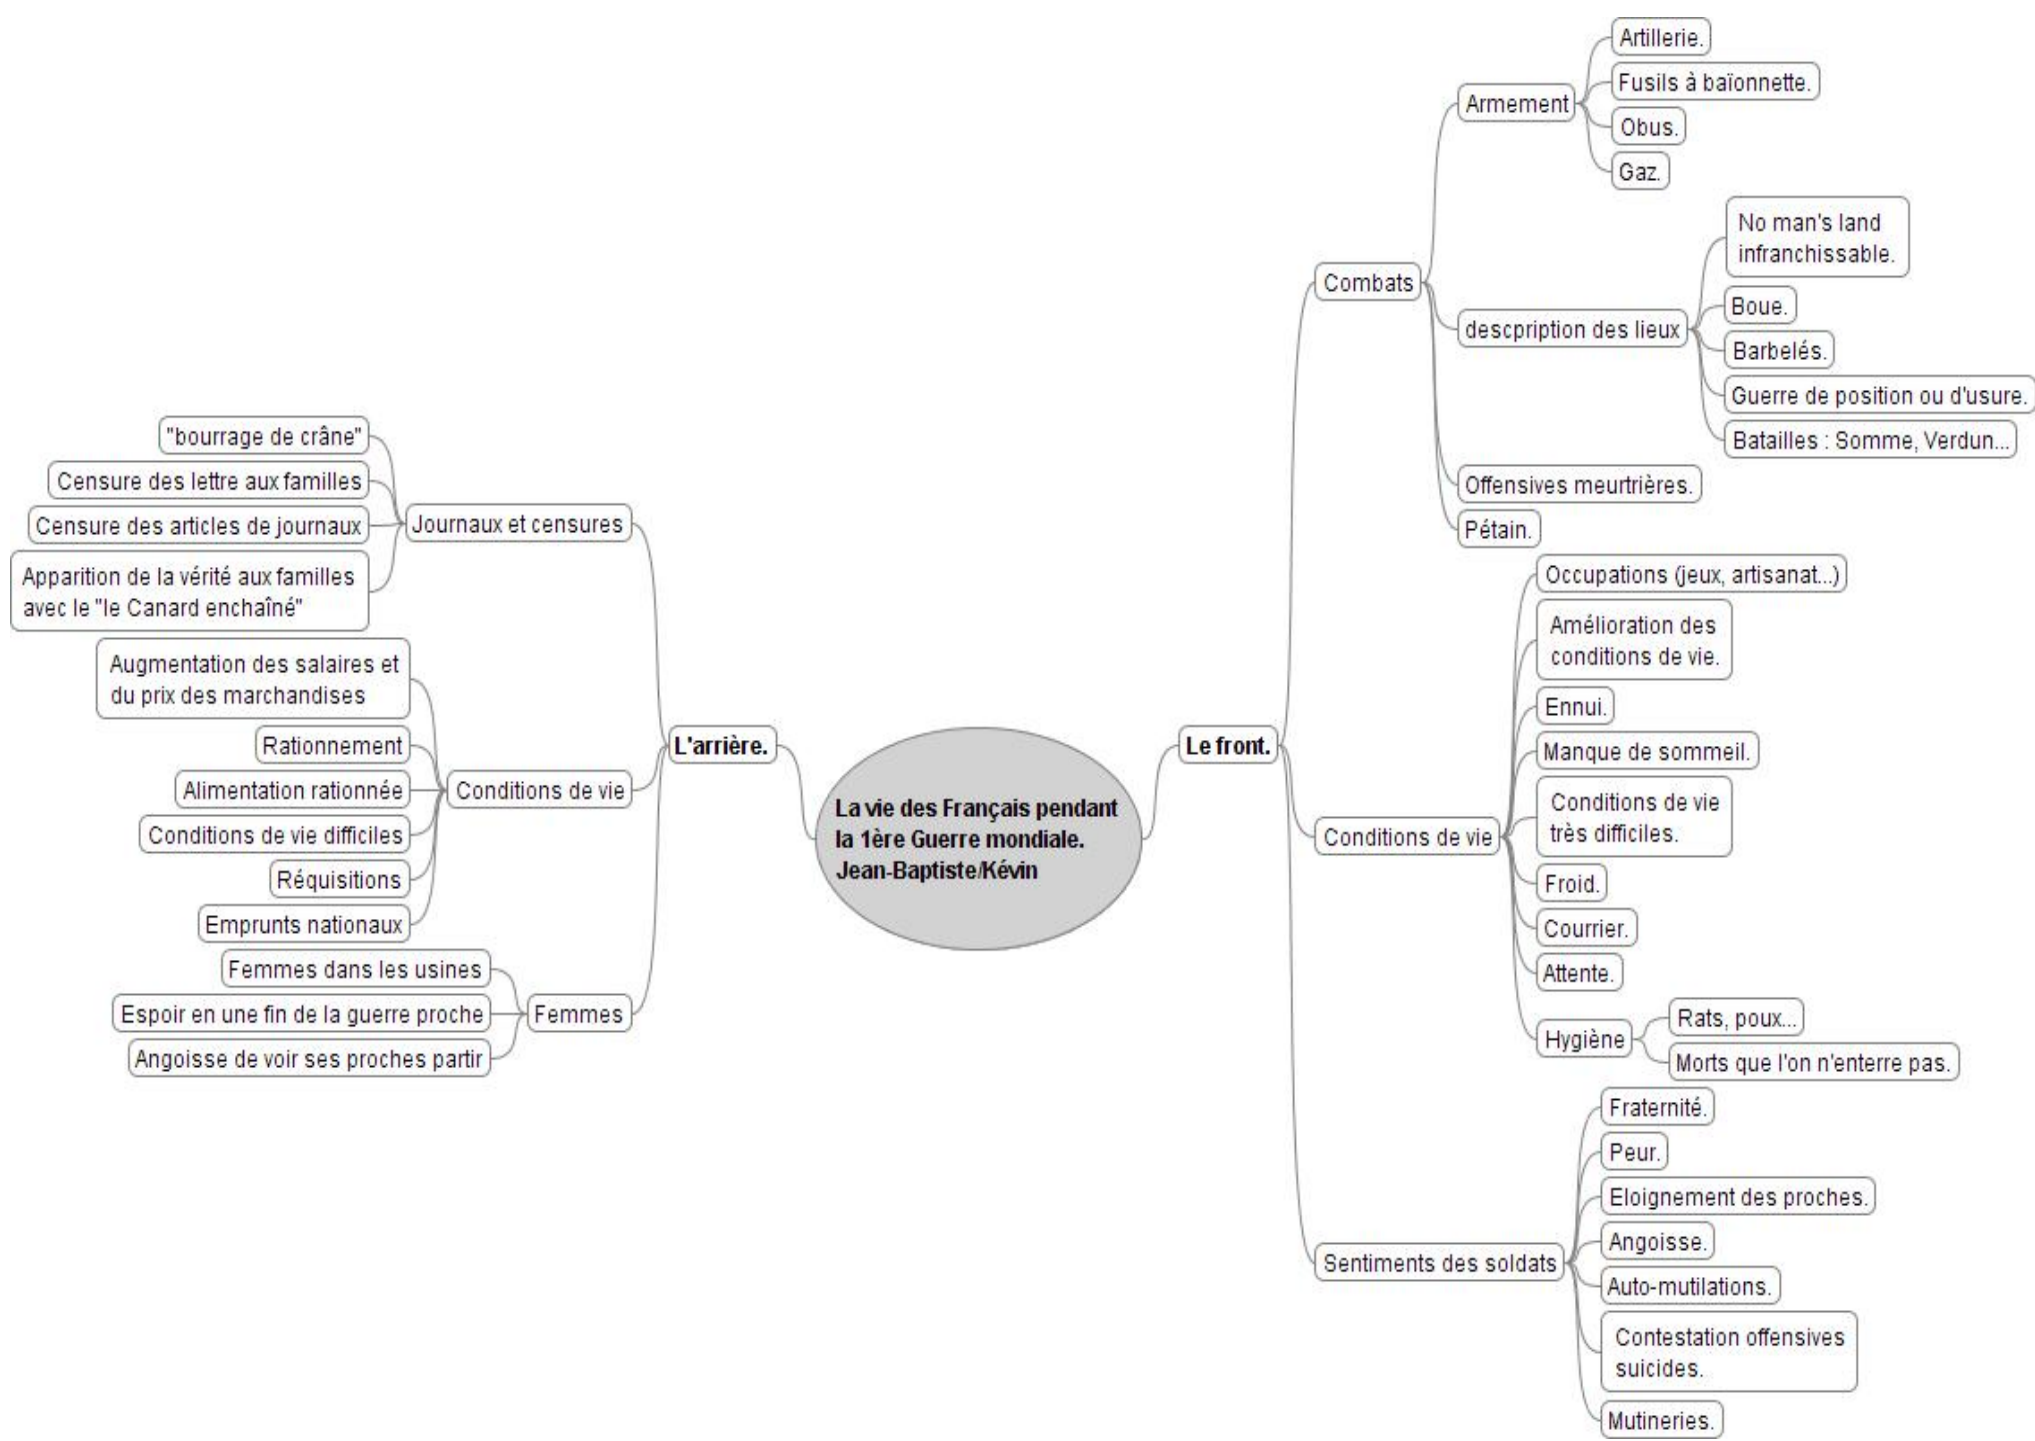 La vie des Français pendant
la 1ère Guerre mondiale.
Jean-Baptiste/Kévin
L'arrière.
Journaux et censures
"bourrage de crâne"
Censure des lettre aux familles
Censure des articles de journaux
Apparition de la vérité aux familles
avec le "le Canard enchaîné"
Conditions de vie
Augmentation des salaires et
du prix des marchandises
Rationnement
Alimentation rationnée
Conditions de vie difficiles
Réquisitions
Emprunts nationaux
Femmes
Femmes dans les usines
Espoir en une fin de la guerre proche
Angoisse de voir ses proches partir
Le front.
Combats
Armement
Artillerie.
Fusils à baïonnette.
Obus.
Gaz.
descpription des lieux
No man's land
infranchissable.
Boue.
Barbelés.
Guerre de position ou d'usure.
Batailles : Somme, Verdun...
Offensives meurtrières.
Pétain.
Conditions de vie
Occupations (jeux, artisanat...)
Amélioration des
conditions de vie.
Ennui.
Manque de sommeil.
Conditions de vie
très difficiles.
Froid.
Courrier.
Attente.
Hygiène
Rats, poux...
Morts que l'on n'enterre pas.
Sentiments des soldats
Fraternité.
Peur.
Eloignement des proches.
Angoisse.
Auto-mutilations.
Contestation offensives
suicides.
Mutineries.